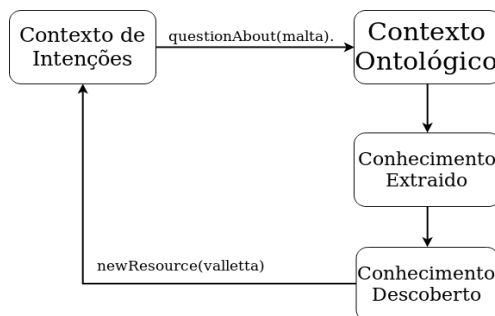 Contexto de
Intenções
questionAbout(malta).
Contexto
Ontológico
Conhecimento
Extraido
newResource(valletta)
Conhecimento
Descoberto